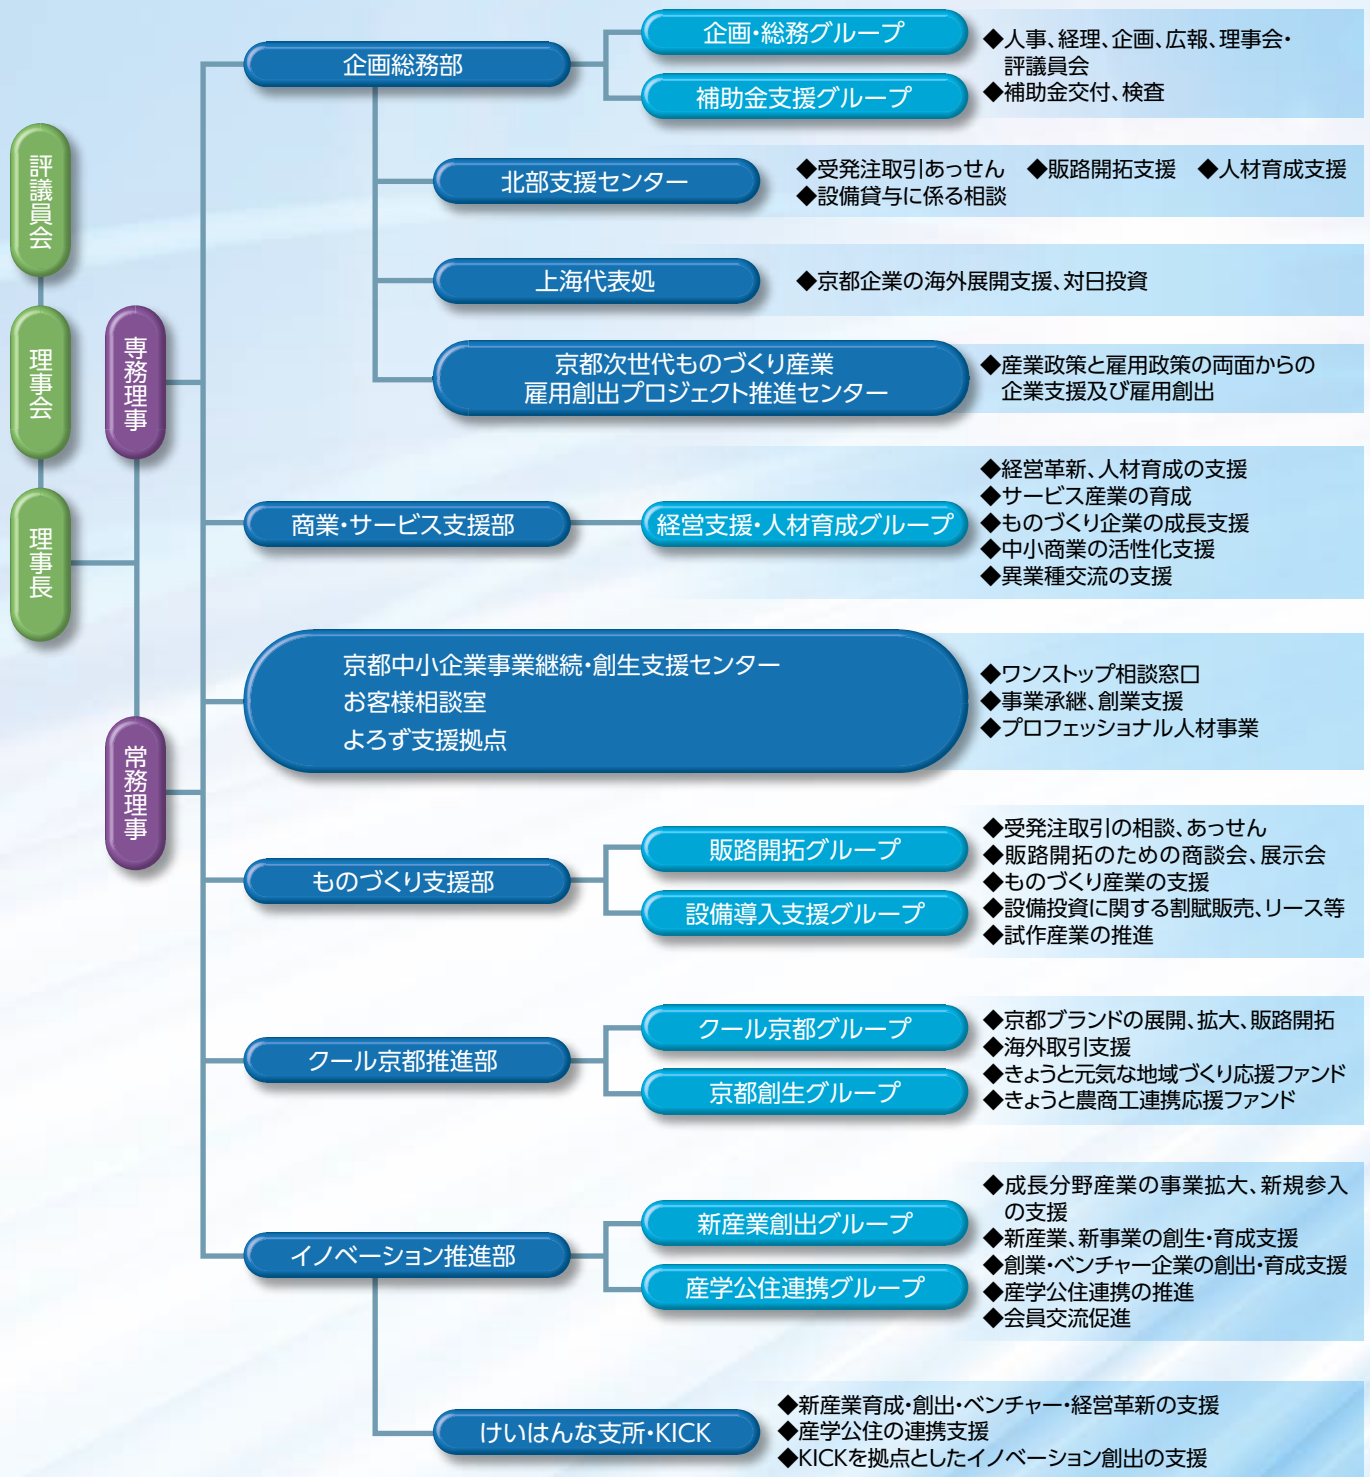 評議員会
理事会
理事長
専務理事
常務理事
企画総務部
企画・総務グループ
補助金支援グループ
◆人事、経理、企画、広報、理事会・
評議員会
◆補助金交付、検査
北部支援センター
◆受発注取引あっせん ◆販路開拓支援 ◆人材育成支援
◆設備貸与に係る相談
上海代表処
◆京都企業の海外展開支援、対日投資
京都次世代ものづくり産業
雇用創出プロジェクト推進センター
◆産業政策と雇用政策の両面からの
企業支援及び雇用創出
商業・サービス支援部
経営支援・人材育成グループ
◆経営革新、人材育成の支援
◆サービス産業の育成
◆ものづくり企業の成長支援
◆中小商業の活性化支援
◆異業種交流の支援
京都中小企業事業継続・創生支援センター
お客様相談室
よろず支援拠点
◆ワンストップ相談窓口
◆事業承継、創業支援
◆プロフェッショナル人材事業
ものづくり支援部
販路開拓グループ
設備導入支援グループ
◆受発注取引の相談、あっせん
◆販路開拓のための商談会、展示会
◆ものづくり産業の支援
◆設備投資に関する割賦販売、リース等
◆試作産業の推進
クール京都推進部
クール京都グループ
京都創生グループ
◆京都ブランドの展開、拡大、販路開拓
◆海外取引支援
◆きょうと元気な地域づくり応援ファンド
◆きょうと農商工連携応援ファンド
イノベーション推進部
新産業創出グループ
産学公住連携グループ
◆成長分野産業の事業拡大、新規参入
の支援
◆新産業、新事業の創生・育成支援
◆創業・ベンチャー企業の創出・育成支援
◆産学公住連携の推進
◆会員交流促進
けいはんな支所・KICK
◆新産業育成・創出・ベンチャー・経営革新の支援
◆産学公住の連携支援
◆KICKを拠点としたイノベーション創出の支援